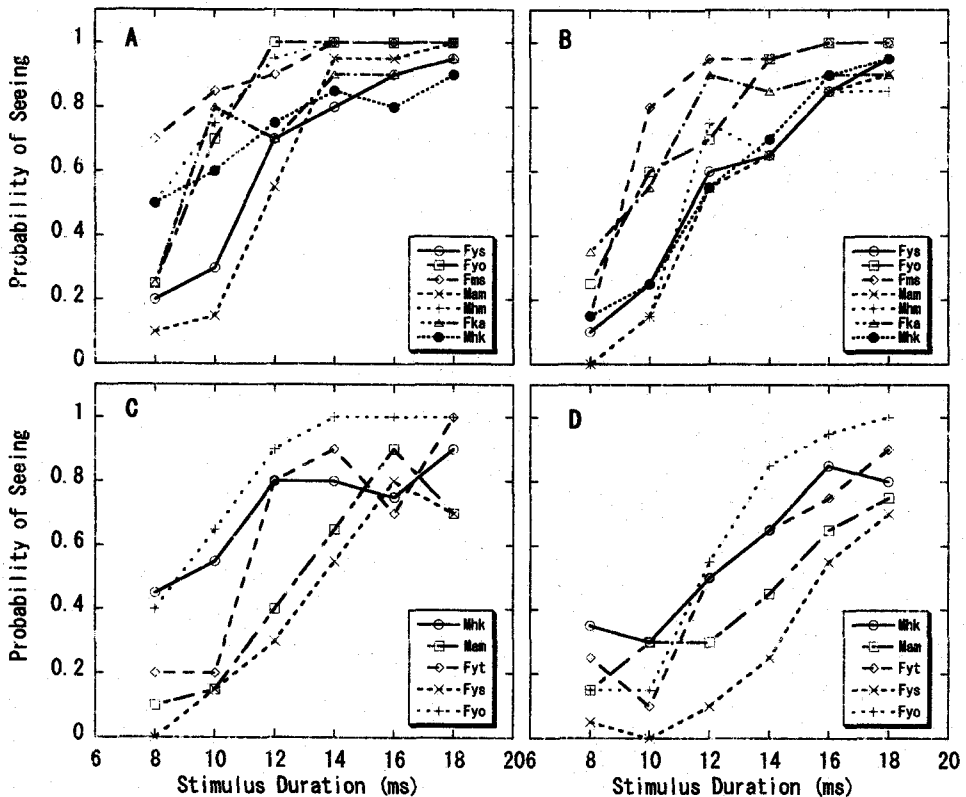 A
B
Probability of Seeing
1
0.8
0.6
0.4
0.2
0
Fys
Fyo
Fms
Mam
Mhm
Fka
Mhk
Fys
Fyo
Fms
Mam
Mhm
Fka
Mhk
C
D
Probability of Seeing
1
0.8
0.6
0.4
0.2
0
Mhk
Mam
Fyt
Fys
Fyo
Mhk
Mam
Fyt
Fys
Fyo
6 8 10 12 14 16 18 206 8 10 12 14 16 18 20
Stimulus Duration (ms) Stimulus Duration (ms)